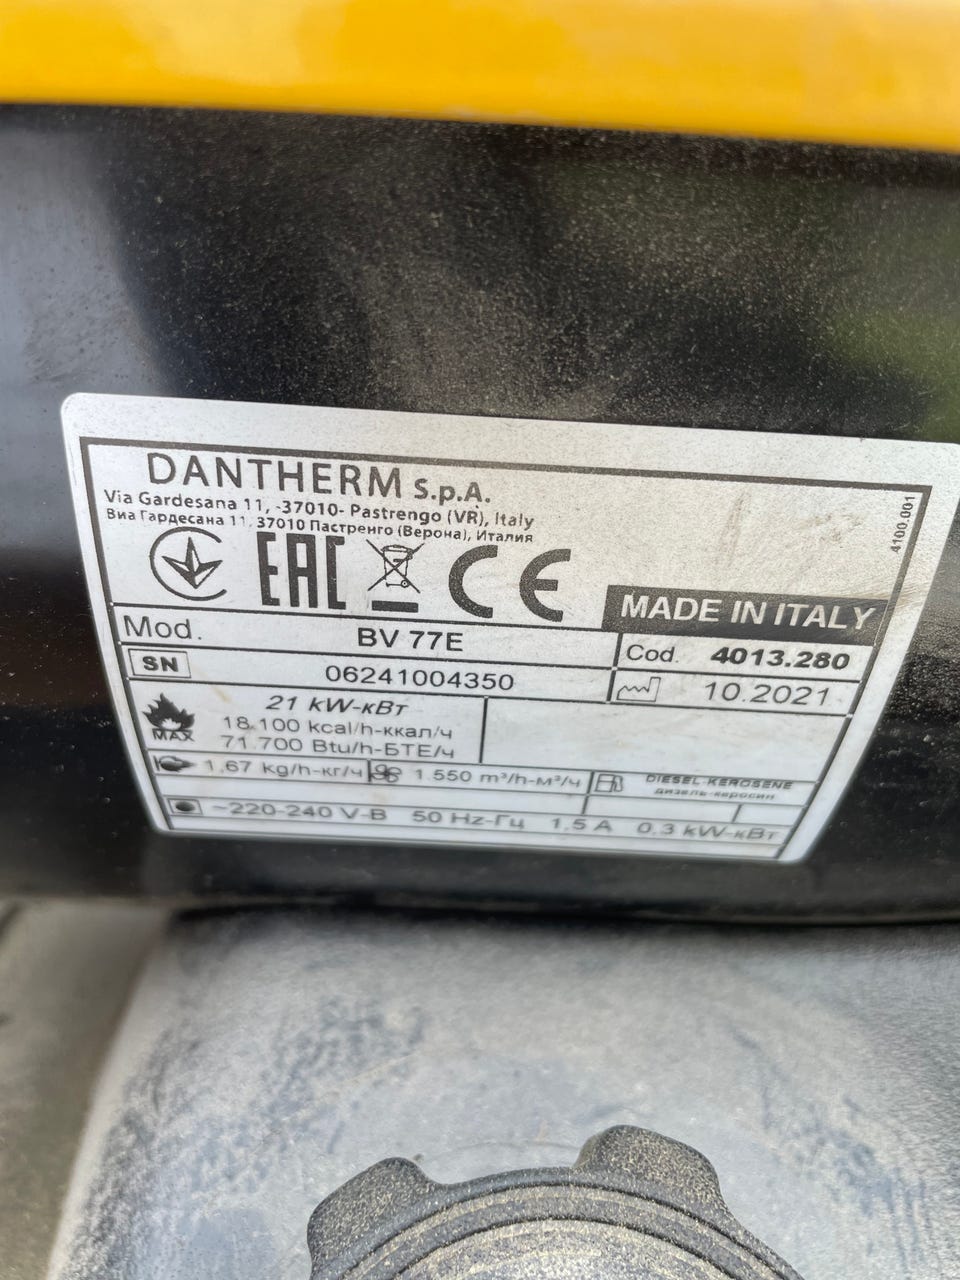 DANTHERM S.p.A.
Via Gardesana 11, -37010- Pastrengo (VR), Italy
Виа Гардесана 11, 37010 Пастренго (Верона), Италия
4100.001
EAC CE
MADE IN ITALY
Mod. BV 77E
Cod. 4013.280
SN 06241004350
10.2021
21 kW-кВт
18.100 kcal/h-ккал/ч
71.700 Btu/h-БТЕ/ч
MAX
1,67 kg/h-кг/ч 1.550 m³/h-м³/ч DIESEL-KEROSENE
дизель-керосин
~220-240 V-В 50 Hz-Гц 1,5 A 0.3 kW-кВт